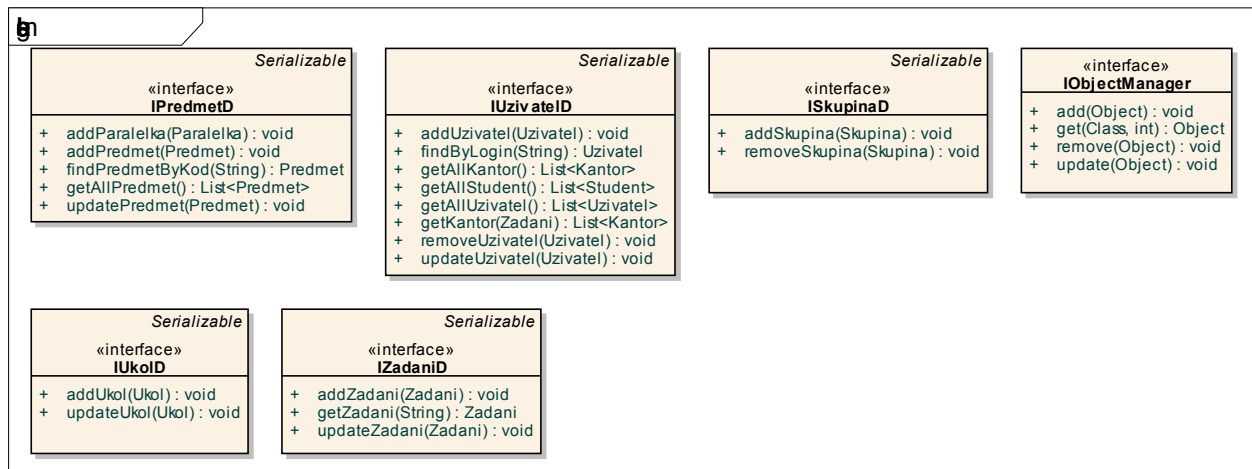 Serializable
«interface»
IPredmetD
+ addParalelka(Paralelka) : void
+ addPredmet(Predmet) : void
+ findPredmetByKod(String) : Predmet
+ getAllPredmet() : List<Predmet>
+ updatePredmet(Predmet) : void
Serializable
«interface»
IUzivatelD
+ addUzivatel(Uzivatel) : void
+ findByLogin(String) : Uzivatel
+ getAllKantor() : List<Kantor>
+ getAllStudent() : List<Student>
+ getAllUzivatel() : List<Uzivatel>
+ getKantor(Zadani) : List<Kantor>
+ removeUzivatel(Uzivatel) : void
+ updateUzivatel(Uzivatel) : void
Serializable
«interface»
ISkupinaD
+ addSkupina(Skupina) : void
+ removeSkupina(Skupina) : void
«interface»
IObjectManager
+ add(Object) : void
+ get(Class, int) : Object
+ remove(Object) : void
+ update(Object) : void
Serializable
«interface»
IUkolD
+ addUkol(Ukol) : void
+ updateUkol(Ukol) : void
Serializable
«interface»
IZadaniD
+ addZadani(Zadani) : void
+ getZadani(String) : Zadani
+ updateZadani(Zadani) : void